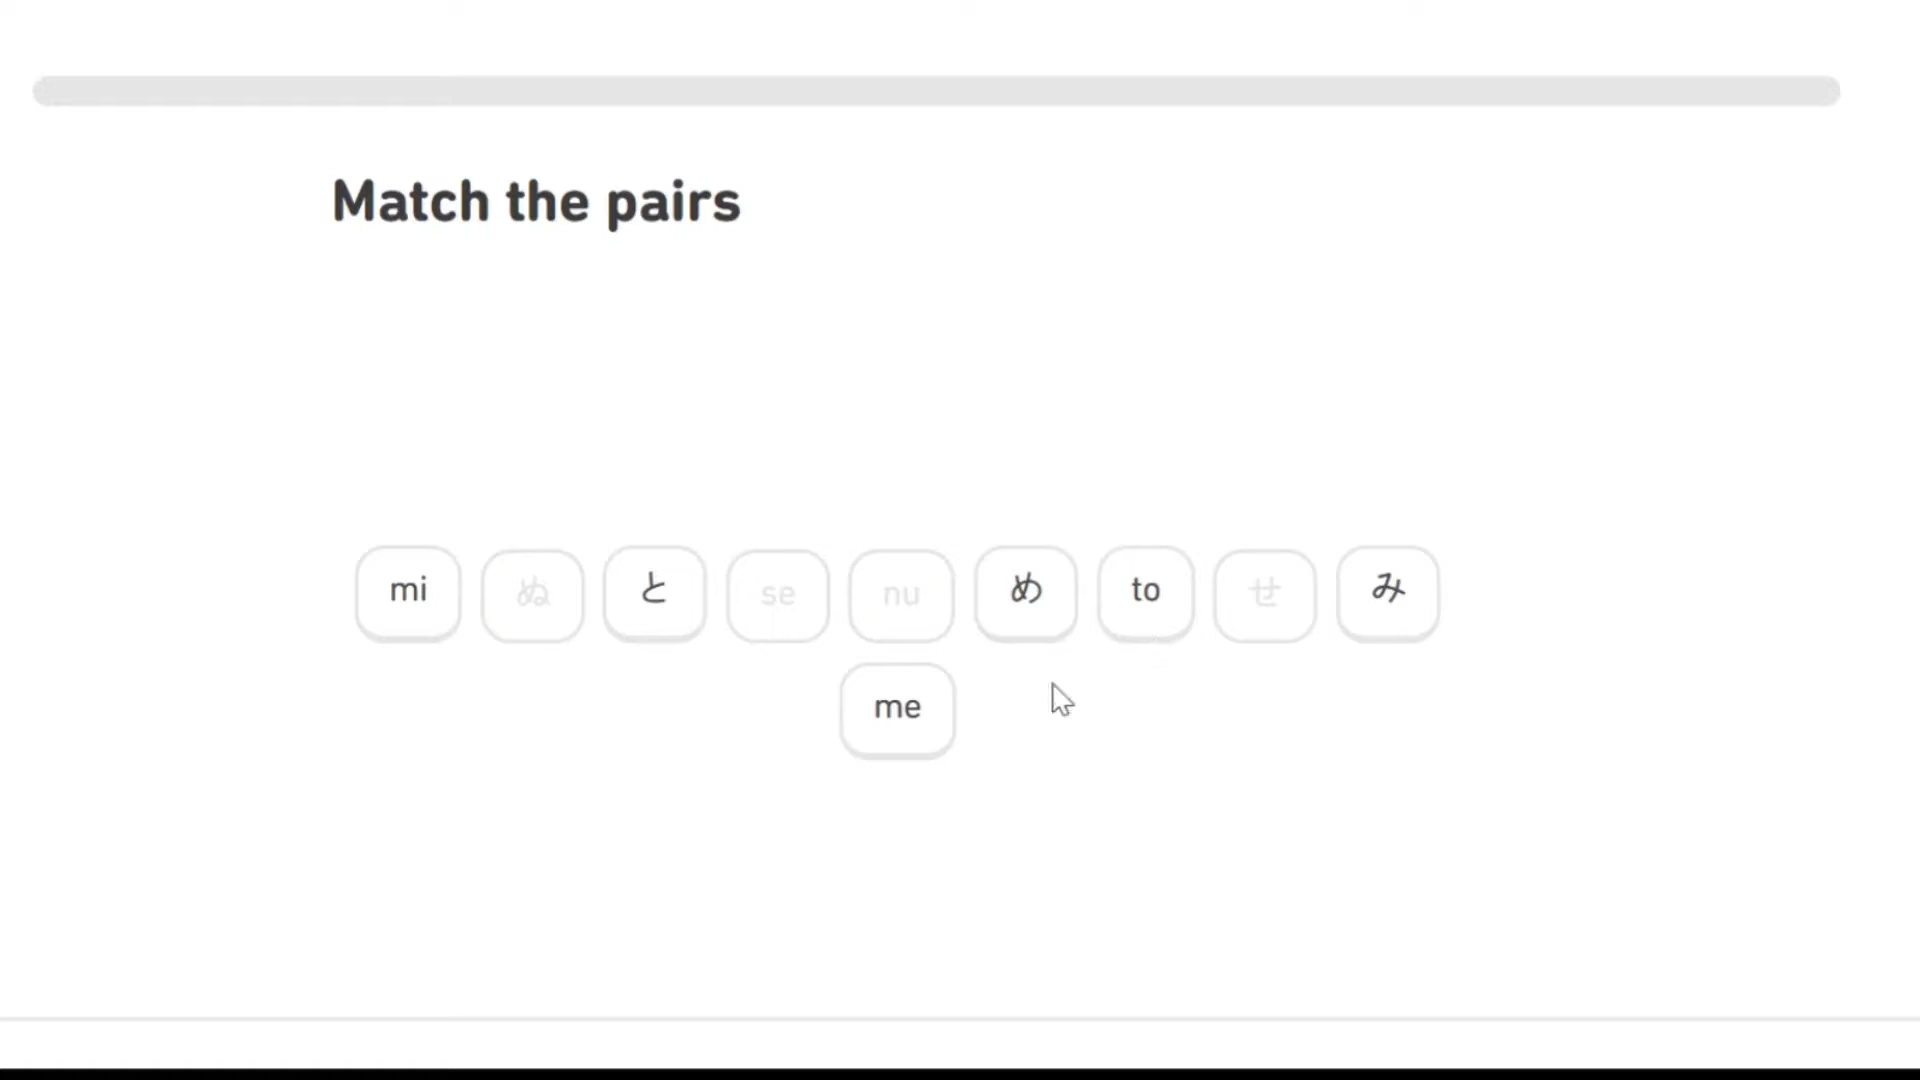 Match the pairs
mi ぬ と se nu め to せ み
me